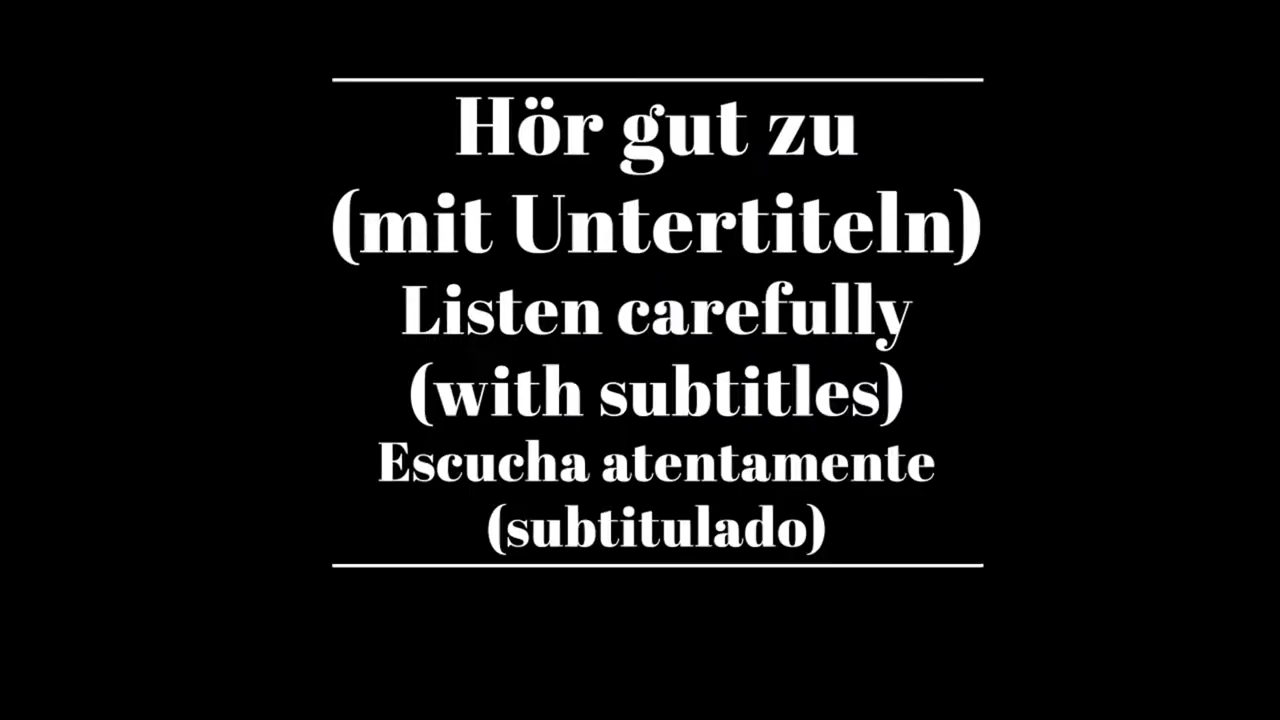 Hör gut zu
(mit Untertiteln)
Listen carefully
(with subtitles)
Escucha atentamente
(subtitulado)